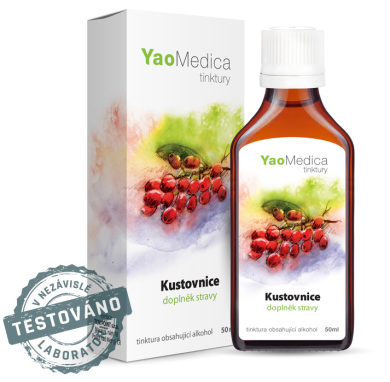 YaoMedica
tinktury
Kustovnice
doplněk stravy
tinktura obsahující alkohol 50ml
YaoMedica
tinktury
Kustovnice
doplněk stravy
tinktura obsahující alkohol 50ml
V NEZÁVISLÉ
TESTOVÁNO
LABORATOŘI